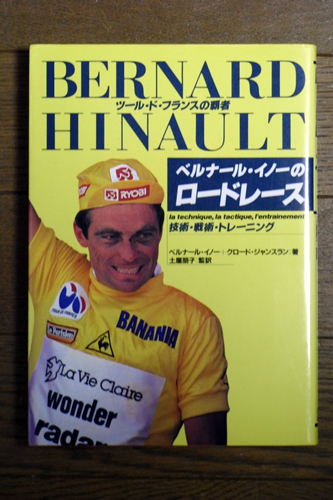 BERNARD
ツール・ド・フランスの覇者
HINAULT
ベルナール・イノーの
ロードレース
la technique, la tactique, l'entrainement
技術・戦術・トレーニング
ベルナール・イノー|クロード・ジャンスラン|著
土屋朋子 監訳
RYOBI
BANANIA
La Vie Claire
wonder
radar